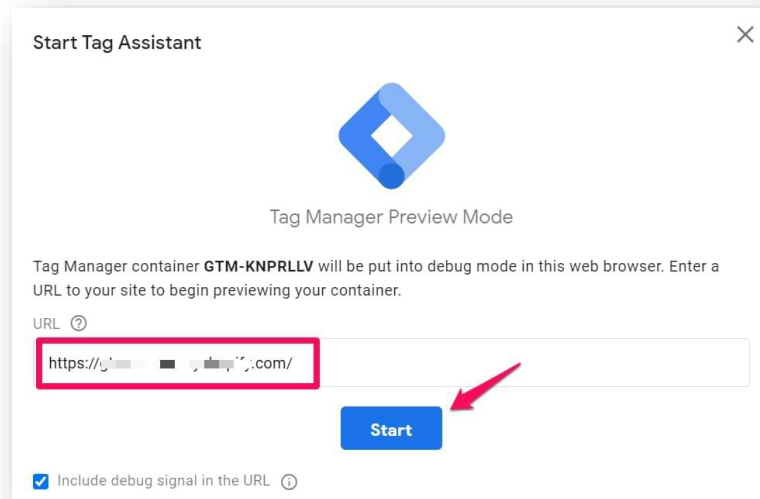 Start Tag Assistant
Tag Manager Preview Mode
Tag Manager container GTM-KNPRLLV will be put into debug mode in this web browser. Enter a
URL to your site to begin previewing your container.
URL
https:// .com/
Start
Include debug signal in the URL